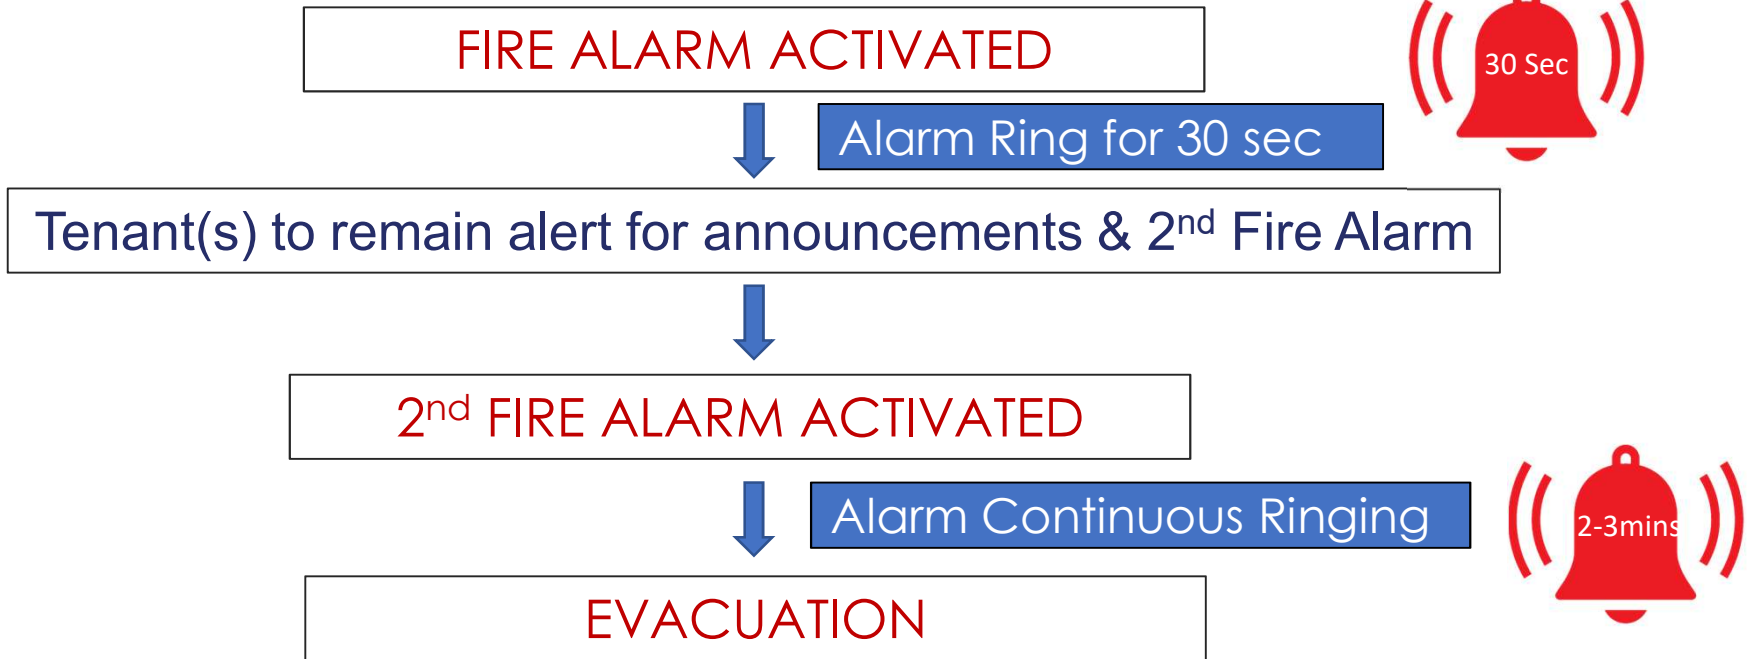 FIRE ALARM ACTIVATED
30 Sec
Alarm Ring for 30 sec
Tenant(s) to remain alert for announcements & 2nd Fire Alarm
2nd FIRE ALARM ACTIVATED
Alarm Continuous Ringing
2-3mins
EVACUATION